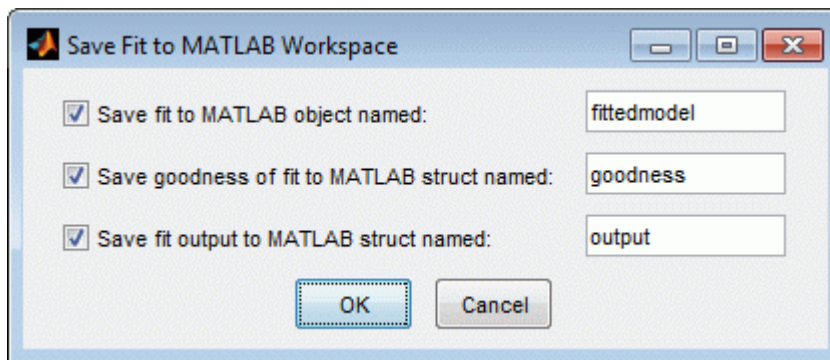 Save Fit to MATLAB Workspace
Save fit to MATLAB object named: fittedmodel
Save goodness of fit to MATLAB struct named: goodness
Save fit output to MATLAB struct named: output
OK Cancel